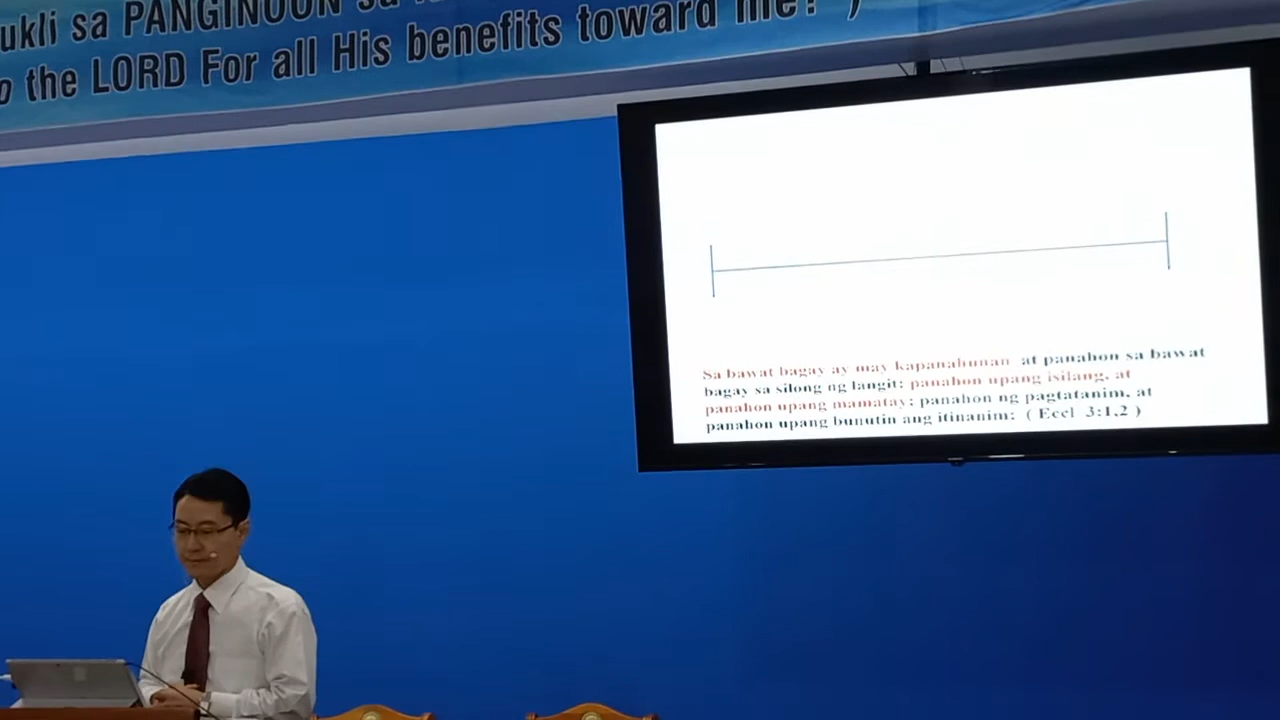 ukli sa PANGINOON sa
the LORD For all His benefits toward me?")
Sa bawat bagay ay may kapanahunan at panahon sa bawat
bagay sa silong ng langit: panahon upang isilang, at
panahon upang mamatay; panahon ng pagtatanim, at
panahon upang bunutin ang itinanim: ( Eccl 3:1,2 )